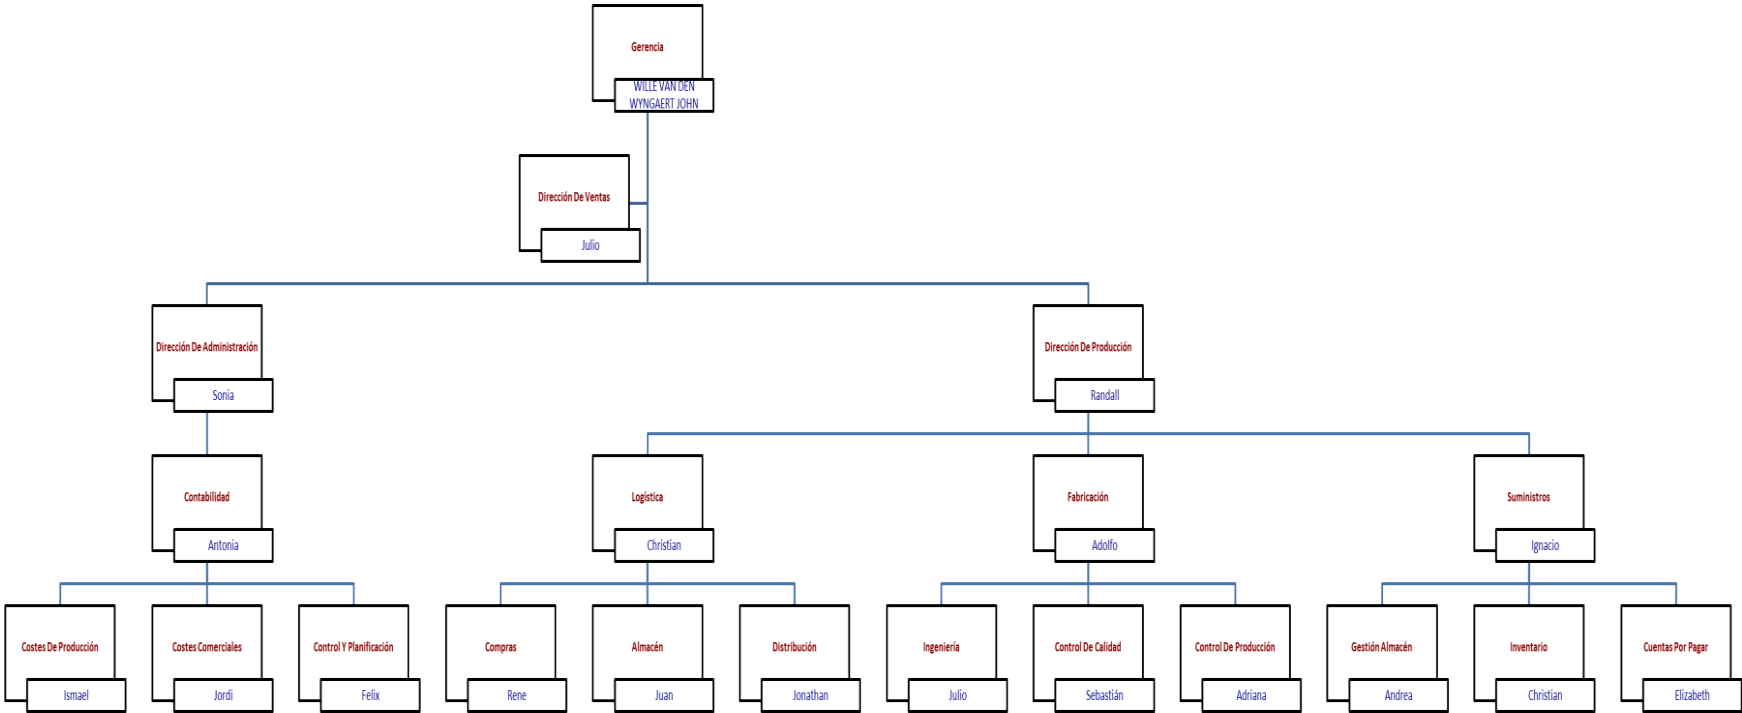 Gerencia
WILLE VAN DEN
WYNGAERT JOHN
Dirección De Ventas
Julio
Dirección De Administración
Sonia
Dirección De Producción
Randall
Contabilidad
Antonia
Logística
Christian
Fabricación
Adolfo
Suministros
Ignacio
Costes De Producción
Ismael
Costes Comerciales
Jordi
Control Y Planificación
Felix
Compras
Rene
Almacén
Juan
Distribución
Jonathan
Ingeniería
Julio
Control De Calidad
Sebastián
Control De Producción
Adriana
Gestión Almacén
Andrea
Inventario
Christian
Cuentas Por Pagar
Elizabeth